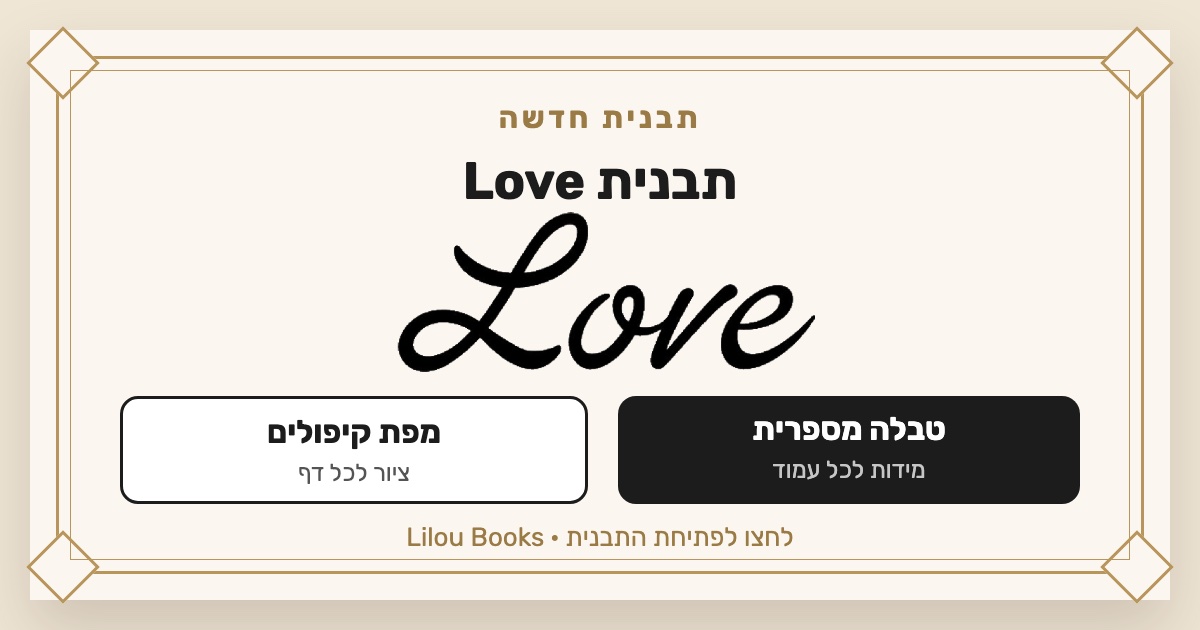 תבנית חדשה
תבנית Love
Love
טבלה מספרית
מידות לכל עמוד
מפת קיפולים
ציור לכל דף
לחצו לפתיחת התבנית • Lilou Books